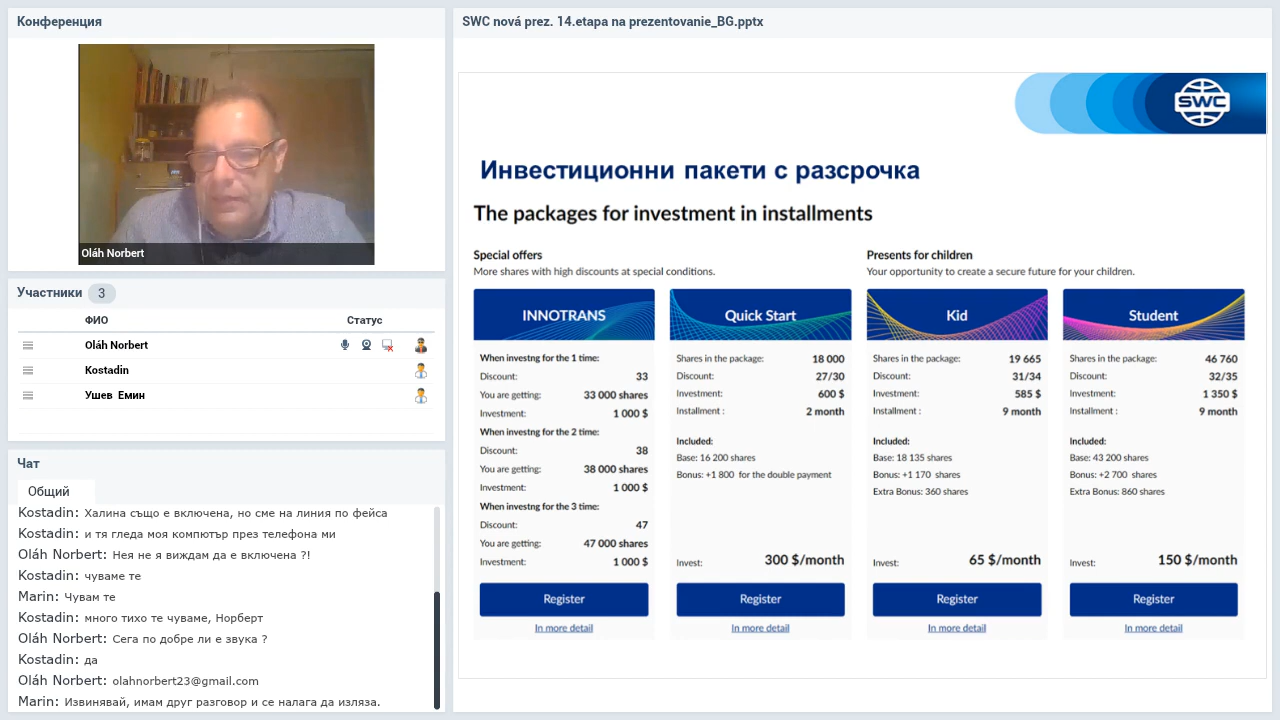 Конференция
Oláh Norbert
Участники 3
ФИО Статус
Oláh Norbert
Kostadin
Ушев Емин
Чат
Общий
Kostadin: Халина също е включена, но сме на линия по фейса
Kostadin: и тя гледа моя компютър през телефона ми
Oláh Norbert: Нея не я виждам да е включена ?!
Kostadin: чуваме те
Marin: Чувам те
Kostadin: много тихо те чуваме, Норберт
Oláh Norbert: Сега по добре ли е звука ?
Kostadin: да
Oláh Norbert: olahnorbert23@gmail.com
Marin: Извинявай, имам друг разговор и се налага да изляза.
SWC nová prez. 14.etapa na prezentovanie_BG.pptx
SWC
Инвестиционни пакети с разсрочка
The packages for investment in installments
Special offers
More shares with high discounts at special conditions.
Presents for children
Your opportunity to create a secure future for your children.
INNOTRANS
When investng for the 1 time:
Discount: 33
You are getting: 33 000 shares
Investment: 1 000 $
When investng for the 2 time:
Discount: 38
You are getting: 38 000 shares
Investment: 1 000 $
When investng for the 3 time:
Discount: 47
You are getting: 47 000 shares
Investment: 1 000 $
Register
In more detail
Quick Start
Shares in the package: 18 000
Discount: 27/30
Investment: 600 $
Installment : 2 month
Included:
Base: 16 200 shares
Bonus: +1 800 for the double payment
Invest: 300 $/month
Register
In more detail
Kid
Shares in the package: 19 665
Discount: 31/34
Investment: 585 $
Installment : 9 month
Included:
Base: 18 135 shares
Bonus: +1 170 shares
Extra Bonus: 360 shares
Invest: 65 $/month
Register
In more detail
Student
Shares in the package: 46 760
Discount: 32/35
Investment: 1 350 $
Installment : 9 month
Included:
Base: 43 200 shares
Bonus: +2 700 shares
Extra Bonus: 860 shares
Invest: 150 $/month
Register
In more detail